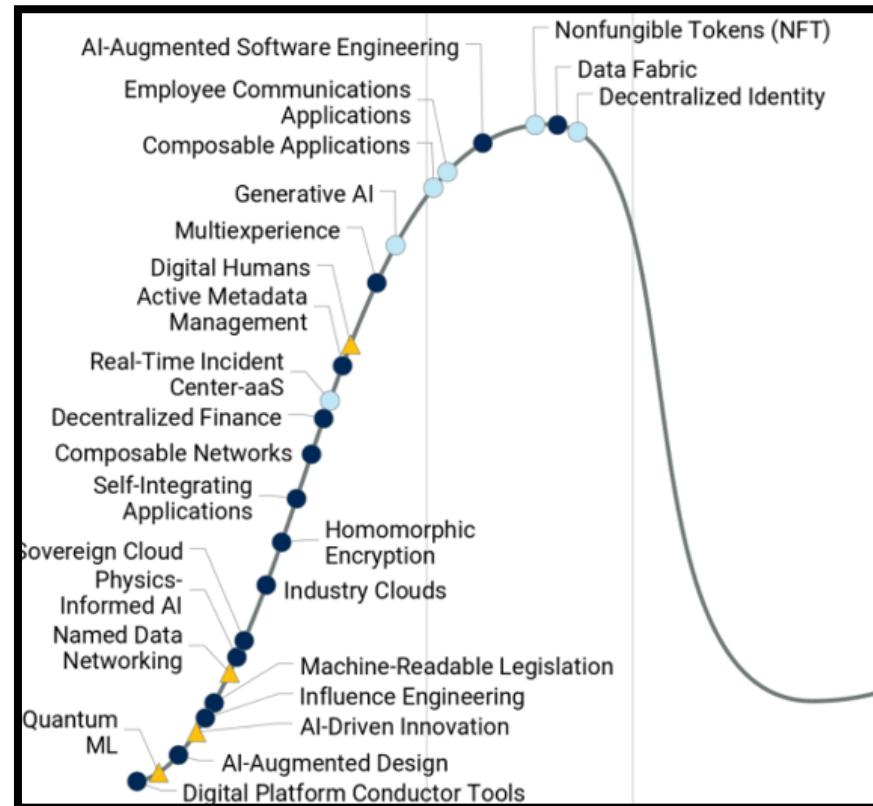 Nonfungible Tokens (NFT)
AI-Augmented Software Engineering
Data Fabric
Employee Communications
Applications
Decentralized Identity
Composable Applications
Generative AI
Multiexperience
Digital Humans
Active Metadata
Management
Real-Time Incident
Center-aaS
Decentralized Finance
Composable Networks
Self-Integrating
Applications
Homomorphic
Encryption
Sovereign Cloud
Physics-
Informed AI
Industry Clouds
Named Data
Networking
Machine-Readable Legislation
Influence Engineering
AI-Driven Innovation
Quantum
ML
AI-Augmented Design
Digital Platform Conductor Tools